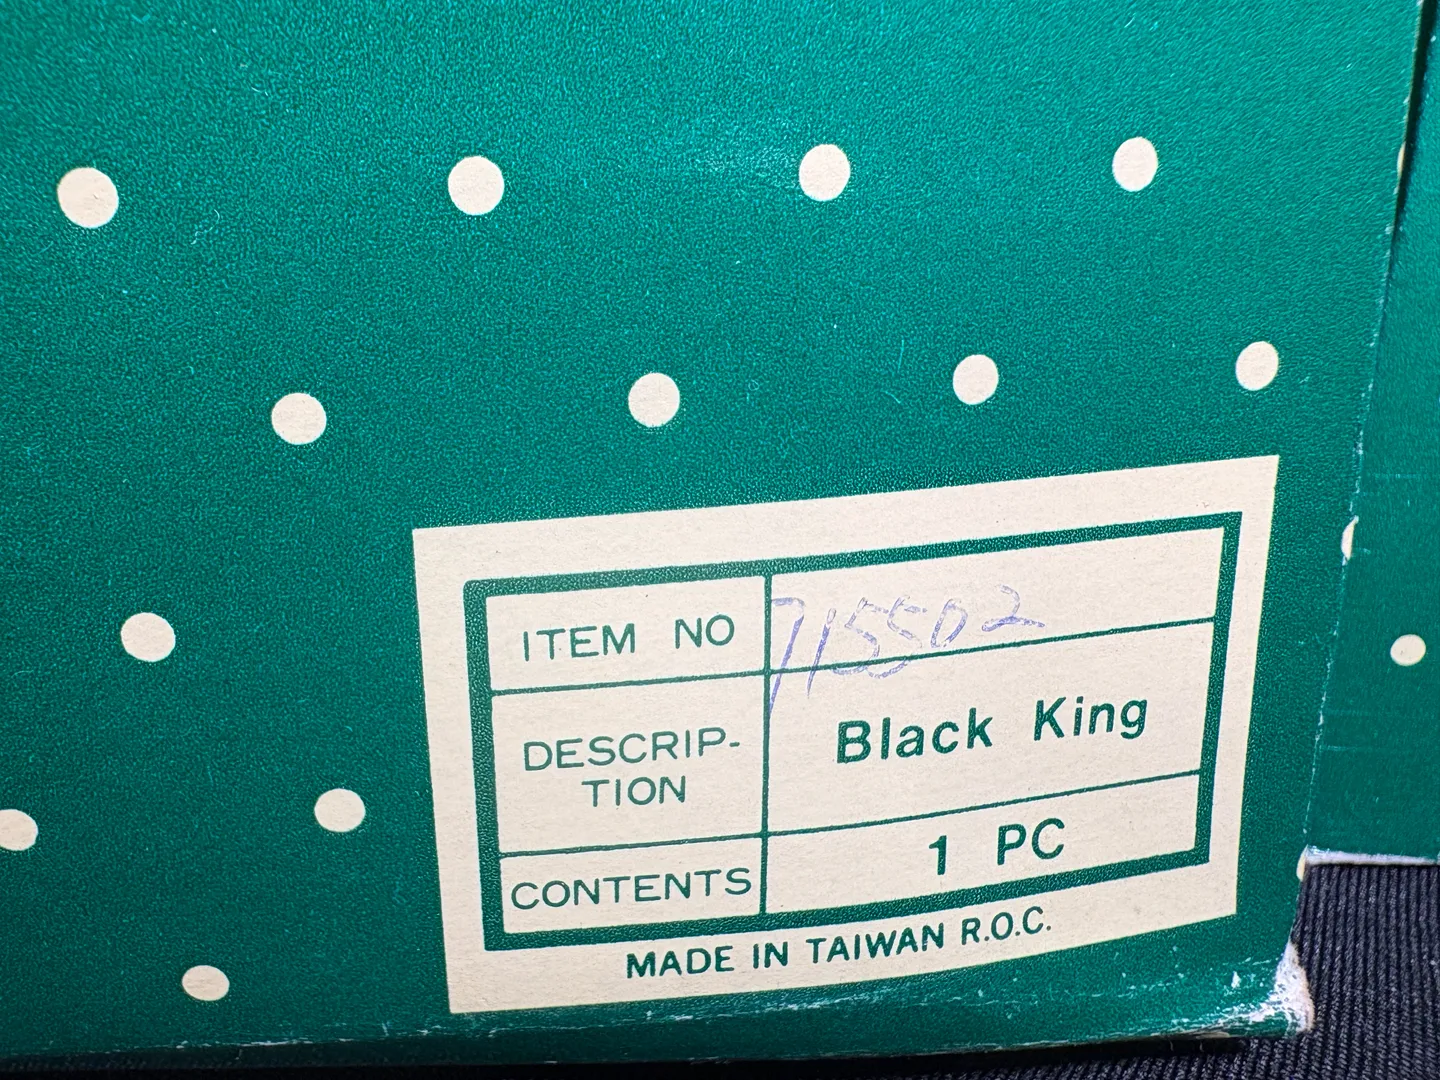 ITEM NO 715502
DESCRIP-
TION
Black King
CONTENTS 1 PC
MADE IN TAIWAN R.O.C.